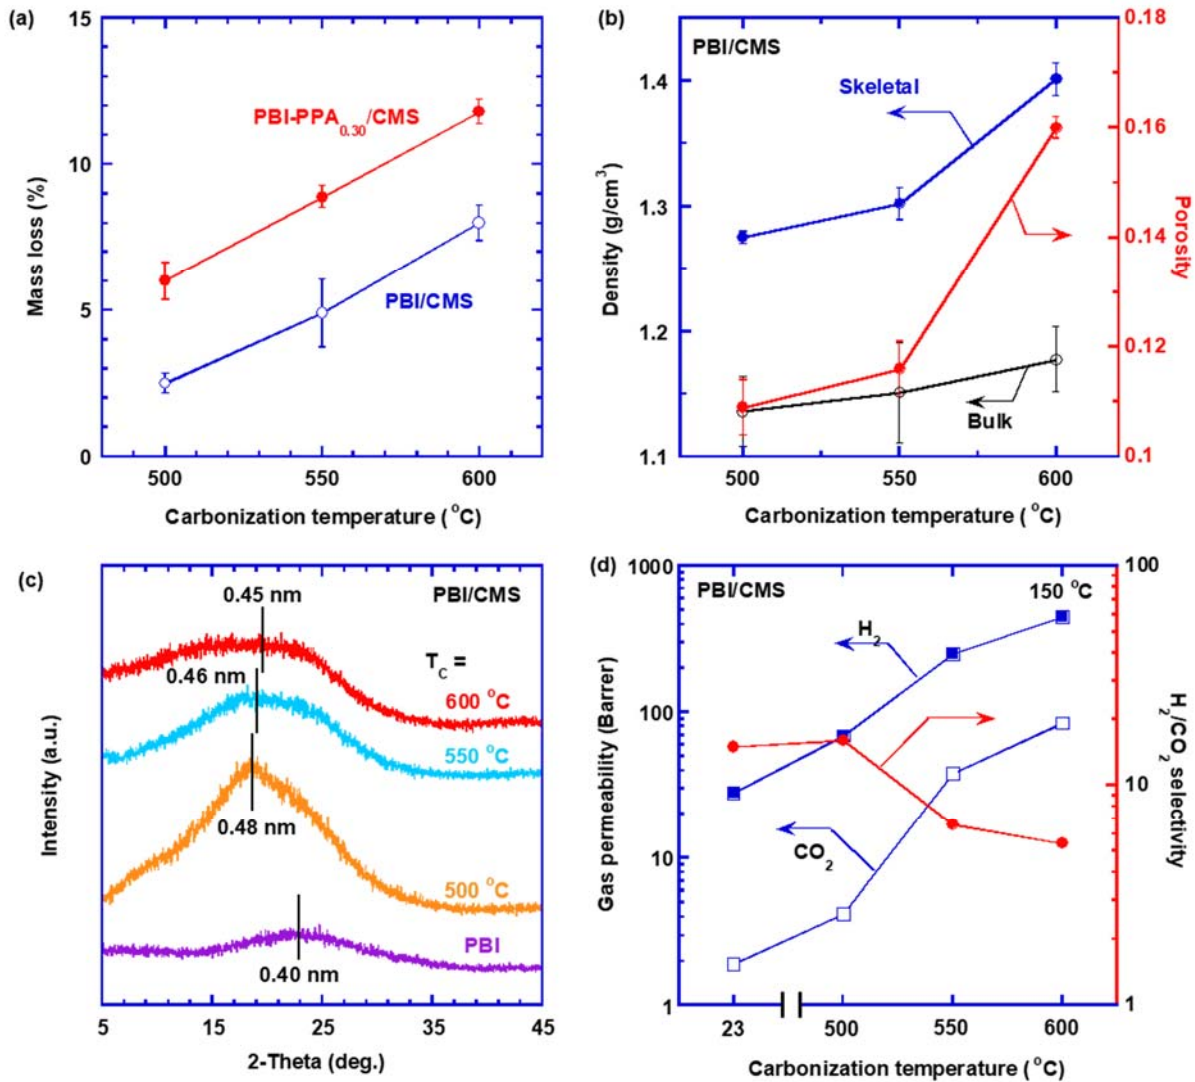 (a)
15
10
5
0
Mass loss (%)
PBI-PPA0.30/CMS
PBI/CMS
500
550
600
Carbonization temperature (°C)
(b)
PBI/CMS
1.4
1.3
1.2
1.1
Density (g/cm³)
Skeletal
Bulk
0.18
0.16
0.14
0.12
0.1
Porosity
500
550
600
Carbonization temperature (°C)
(c)
PBI/CMS
0.45 nm
0.46 nm
0.48 nm
0.40 nm
TC =
600 °C
550 °C
500 °C
PBI
Intensity (a.u.)
5
15
25
35
45
2-Theta (deg.)
(d)
PBI/CMS
150 °C
1000
100
10
1
Gas permeability (Barrer)
H2
CO2
100
10
1
H2/CO2 selectivity
23
500
550
600
Carbonization temperature (°C)